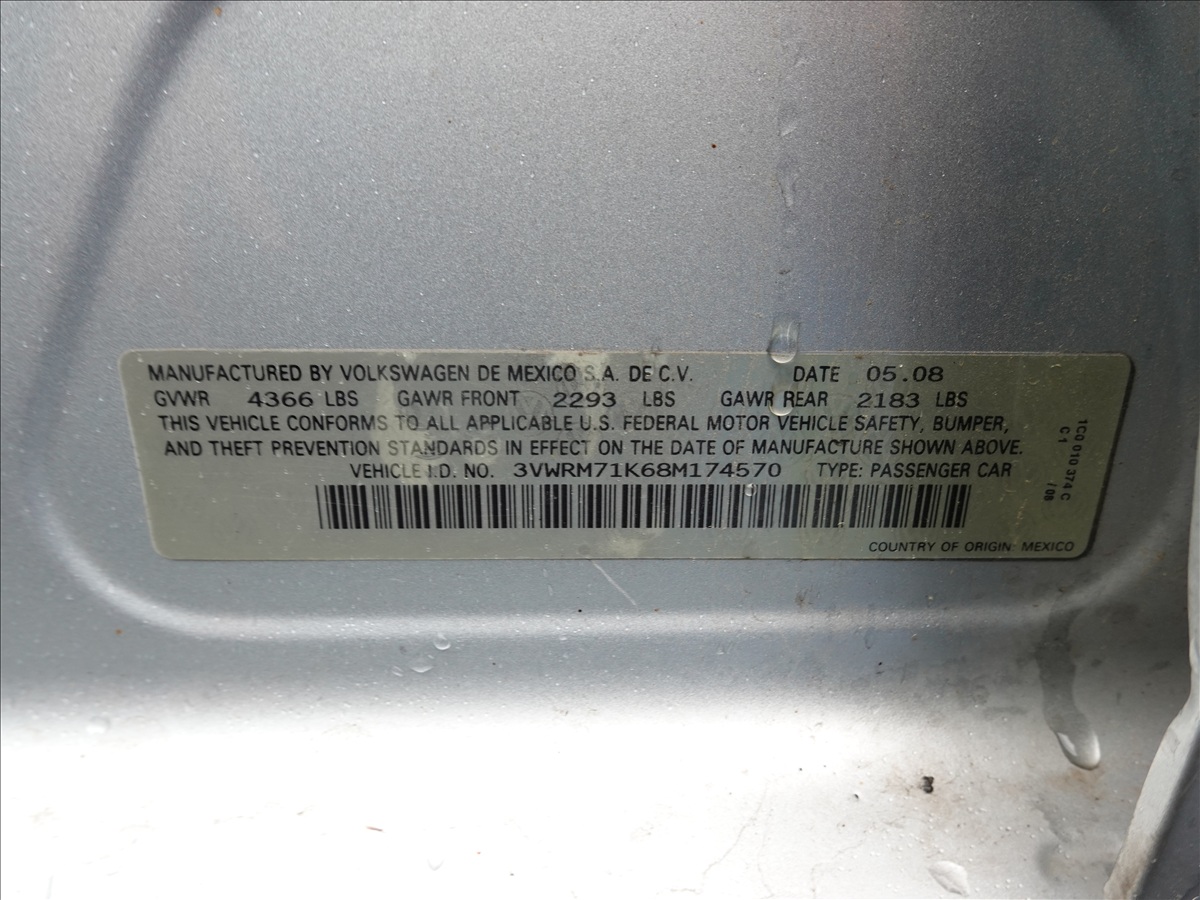 MANUFACTURED BY VOLKSWAGEN DE MEXICO S.A. DE C.V. DATE 05.08
GVWR 4366 LBS GAWR FRONT 2293 LBS GAWR REAR 2183 LBS
THIS VEHICLE CONFORMS TO ALL APPLICABLE U.S. FEDERAL MOTOR VEHICLE SAFETY, BUMPER,
AND THEFT PREVENTION STANDARDS IN EFFECT ON THE DATE OF MANUFACTURE SHOWN ABOVE.
VEHICLE I.D. NO. 3VWRM71K68M174570 TYPE: PASSENGER CAR
COUNTRY OF ORIGIN: MEXICO
1C0 010 374 C
C 1 / 08